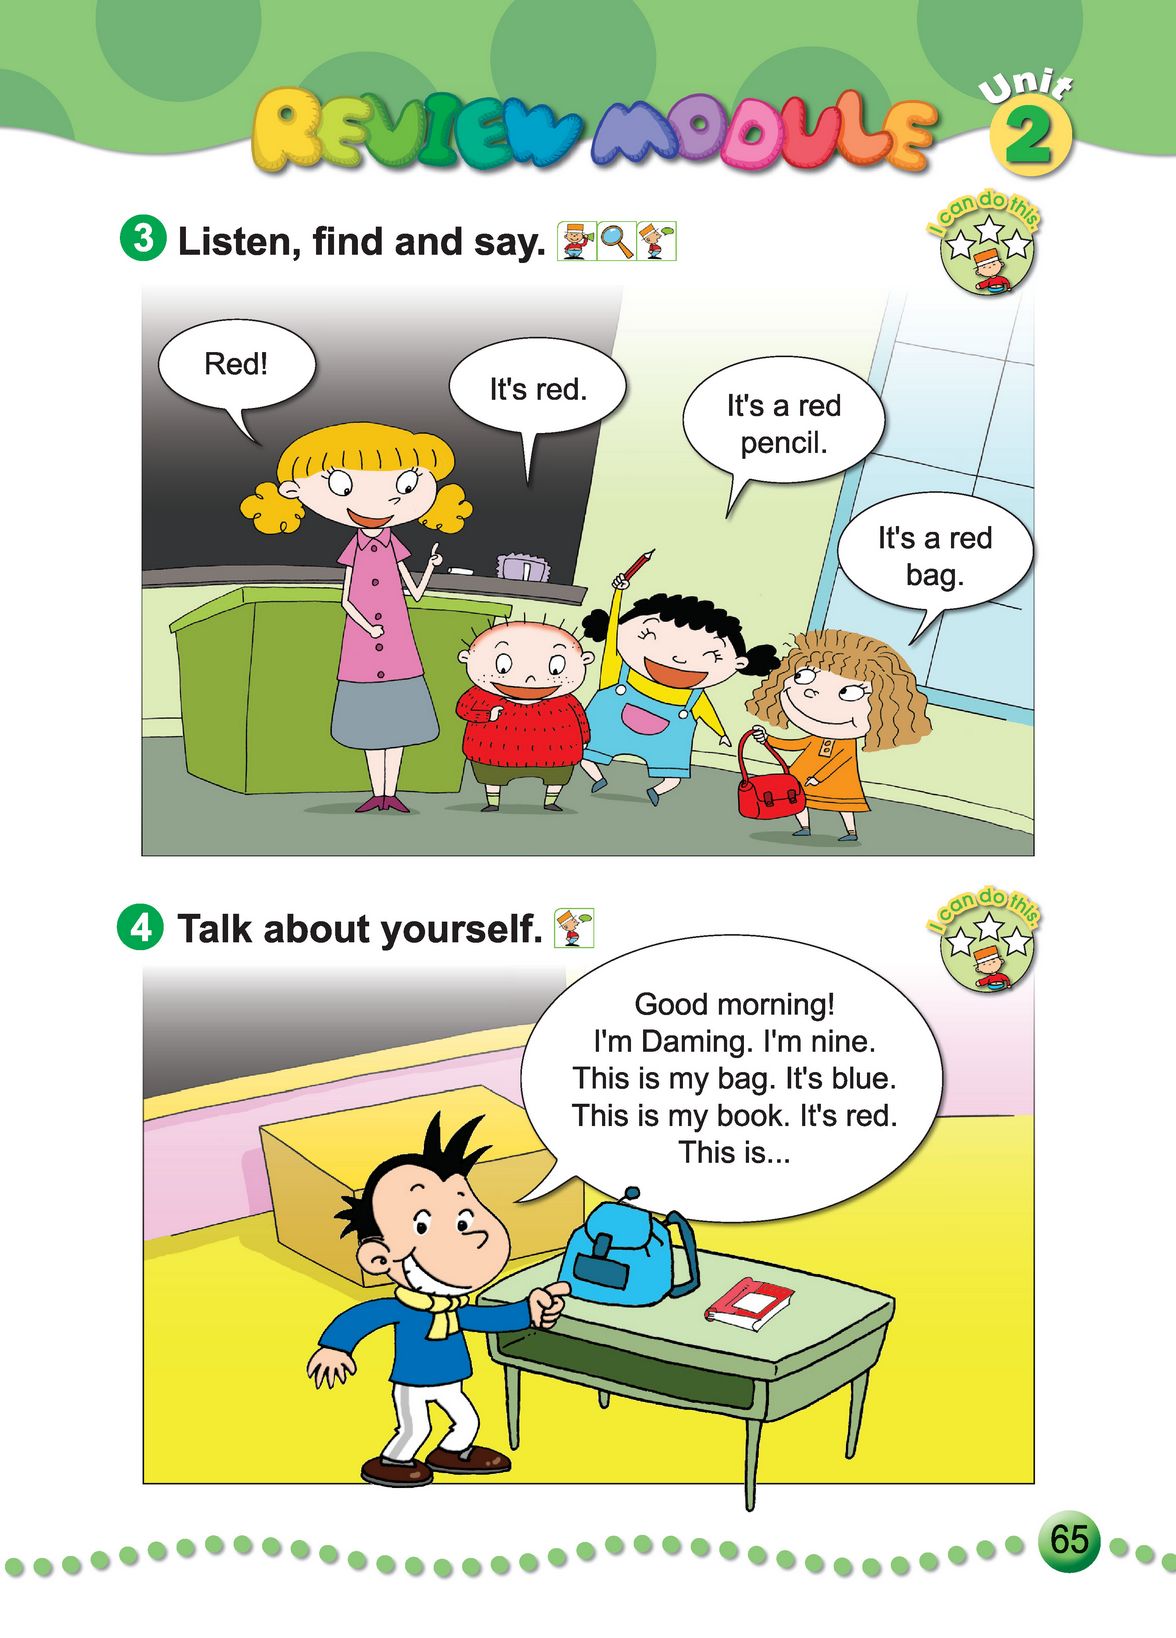 REVIEW MODULE
Unit
2
3 Listen, find and say.
I can do this.
Red!
It's red.
It's a red
pencil.
It's a red
bag.
4 Talk about yourself.
I can do this.
Good morning!
I'm Daming. I'm nine.
This is my bag. It's blue.
This is my book. It's red.
This is...
65